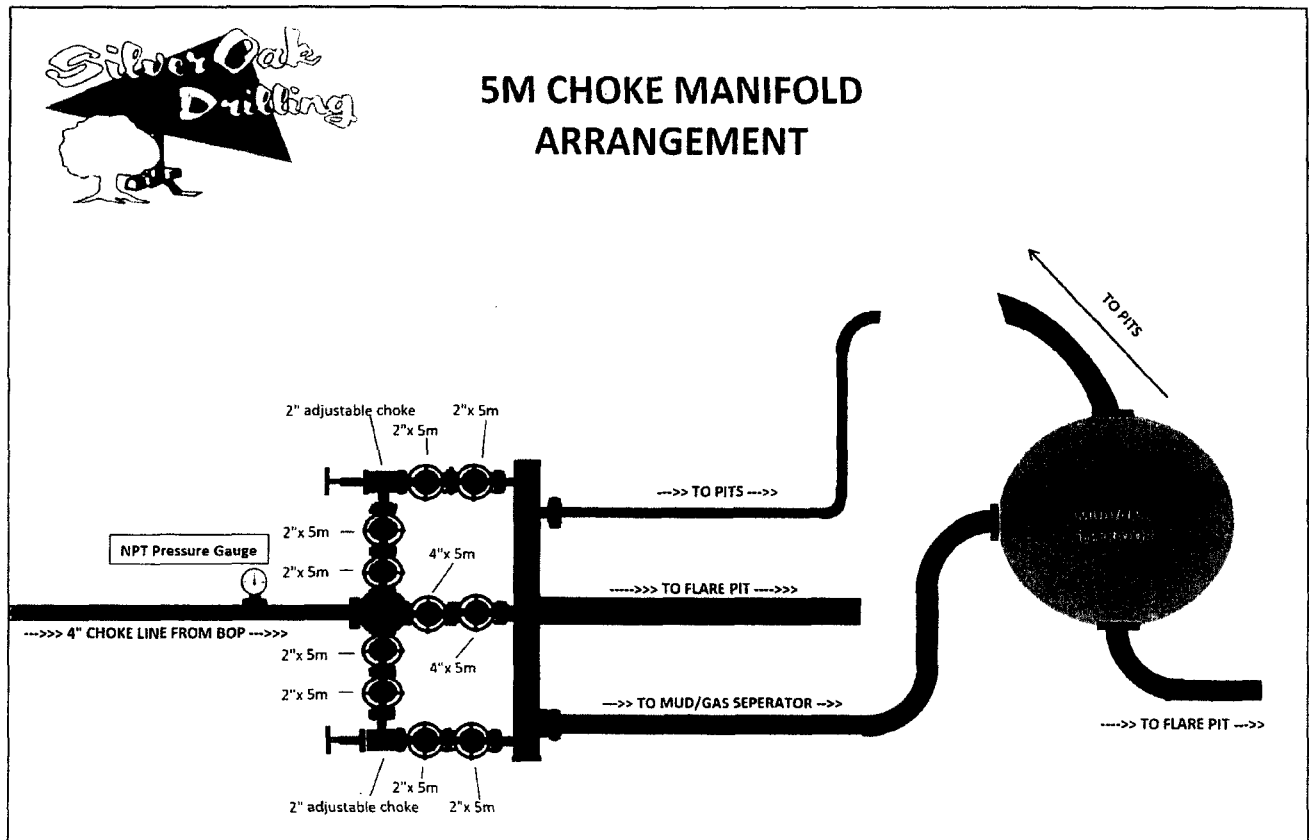 Silver Oak
Drilling
5M CHOKE MANIFOLD
ARRANGEMENT
TO PITS
2" adjustable choke
2"x 5m
2"x 5m
--->> TO PITS --->>
2"x 5m
NPT Pressure Gauge
2"x 5m
4"x 5m
----->>> TO FLARE PIT ---->>>
--->>> 4" CHOKE LINE FROM BOP --->>>
2"x 5m
4"x 5m
2"x 5m
--->> TO MUD/GAS SEPERATOR -->>
---->> TO FLARE PIT --->>
2"x 5m
2" adjustable choke
2"x 5m